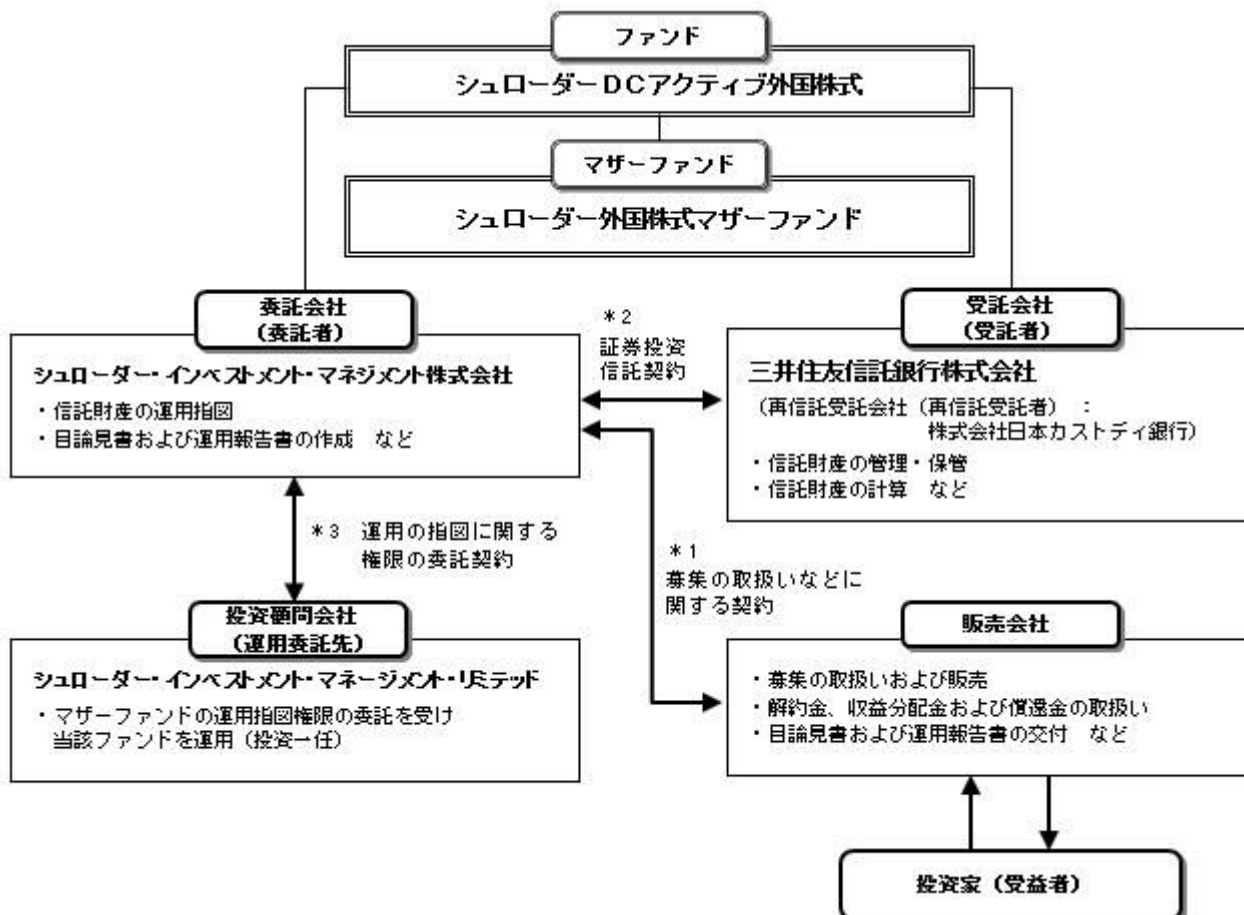 ファンド
シュローダーDCアクティブ外国株式
マザーファンド
シュローダー外国株式マザーファンド
委託会社
（委託者）
シュローダー・インベストメント・マネジメント株式会社
・信託財産の運用指図
・目論見書および運用報告書の作成　など
＊2
証券投資
信託契約
受託会社
（受託者）
三井住友信託銀行株式会社
（再信託受託会社（再信託受託者）　：
株式会社日本カストディ銀行）
・信託財産の管理・保管
・信託財産の計算　など
＊3　運用の指図に関する
権限の委託契約
＊1
募集の取扱いなどに
関する契約
投資顧問会社
（運用委託先）
シュローダー・インベストメント・マネージメント・リミテッド
・マザーファンドの運用指図権限の委託を受け
当該ファンドを運用（投資一任）
販売会社
・募集の取扱いおよび販売
・解約金、収益分配金および償還金の取扱い
・目論見書および運用報告書の交付　など
投資家（受益者）